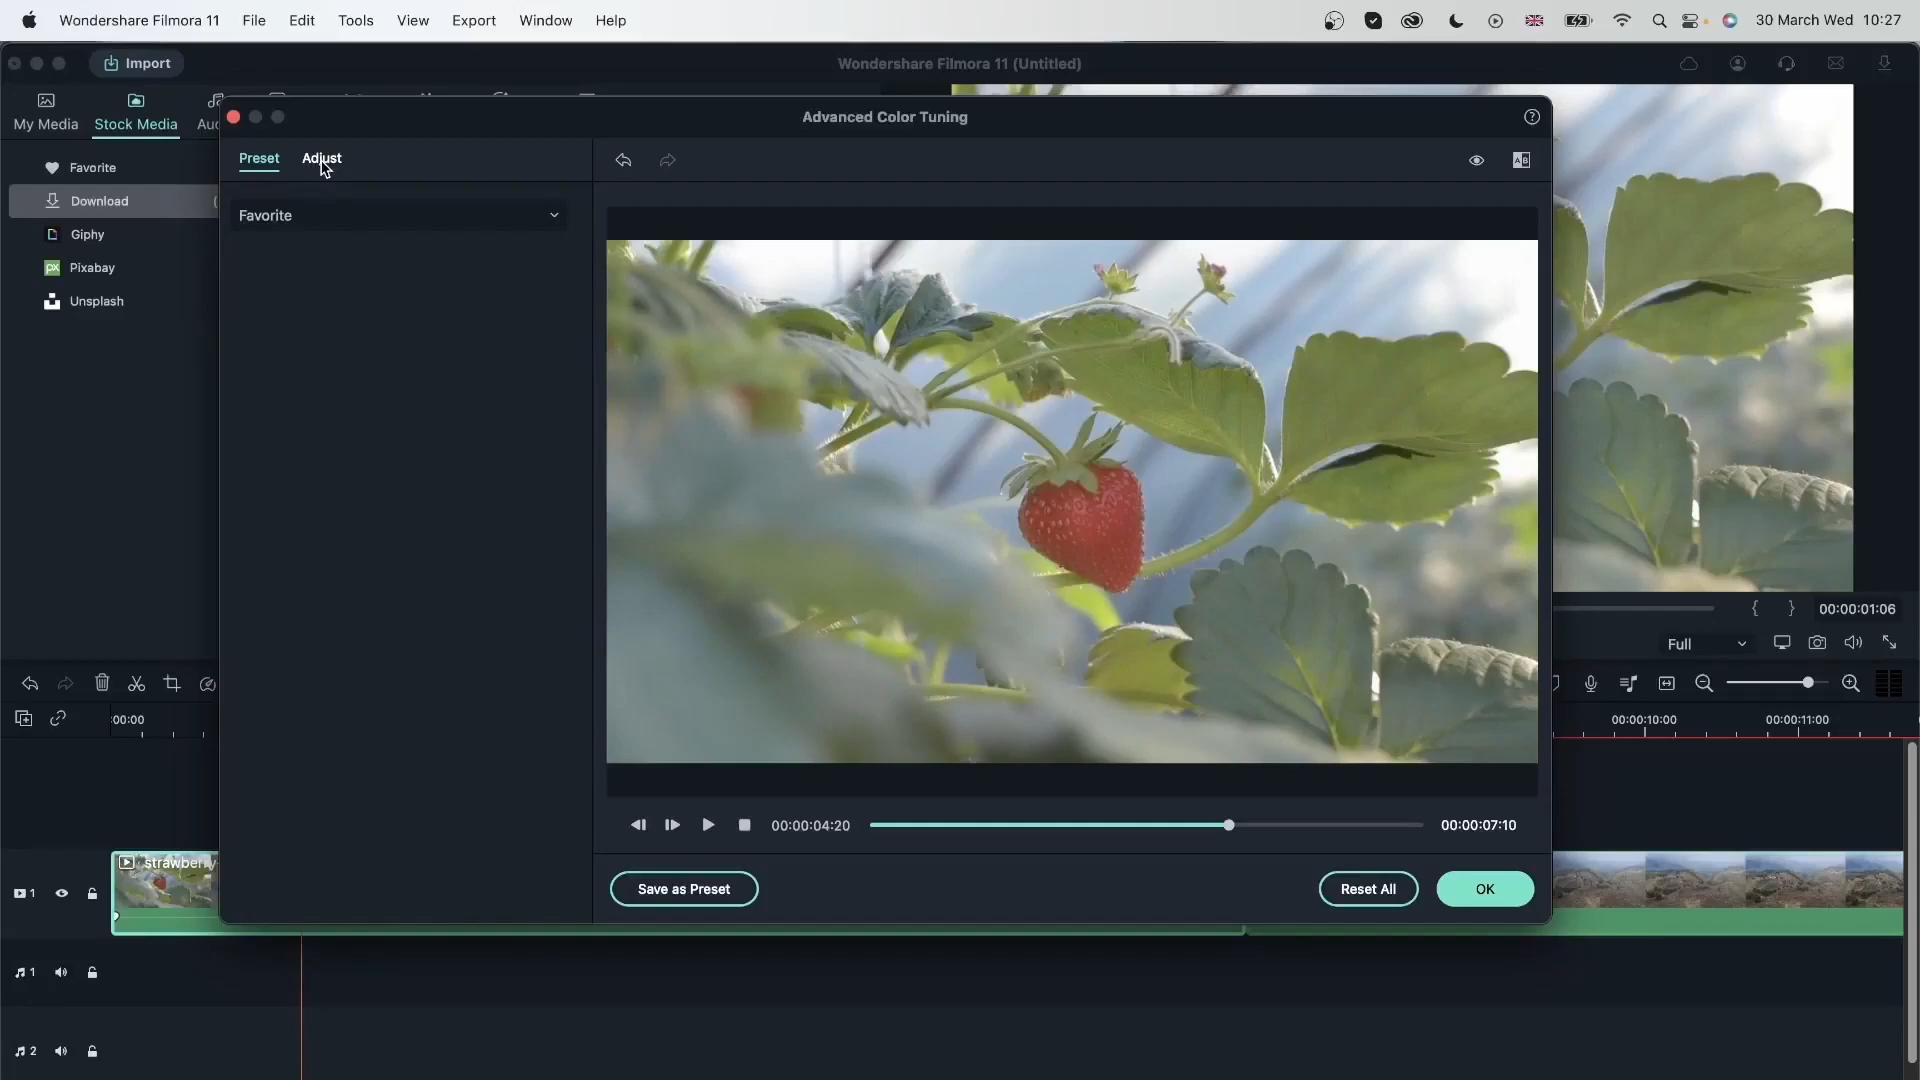 Wondershare Filmora 11 File Edit Tools View Export Window Help 30 March Wed 10:27
Import Wondershare Filmora 11 (Untitled)
My Media Stock Media
Advanced Color Tuning
Preset Adjust
Favorite
Download
Giphy
Pixabay
Unsplash
Favorite
00:00:01:06
Full
00:00:04:20 00:00:07:10
Save as Preset Reset All OK
:00:00 00:00:10:00 00:00:11:00
strawberry
1
1
2